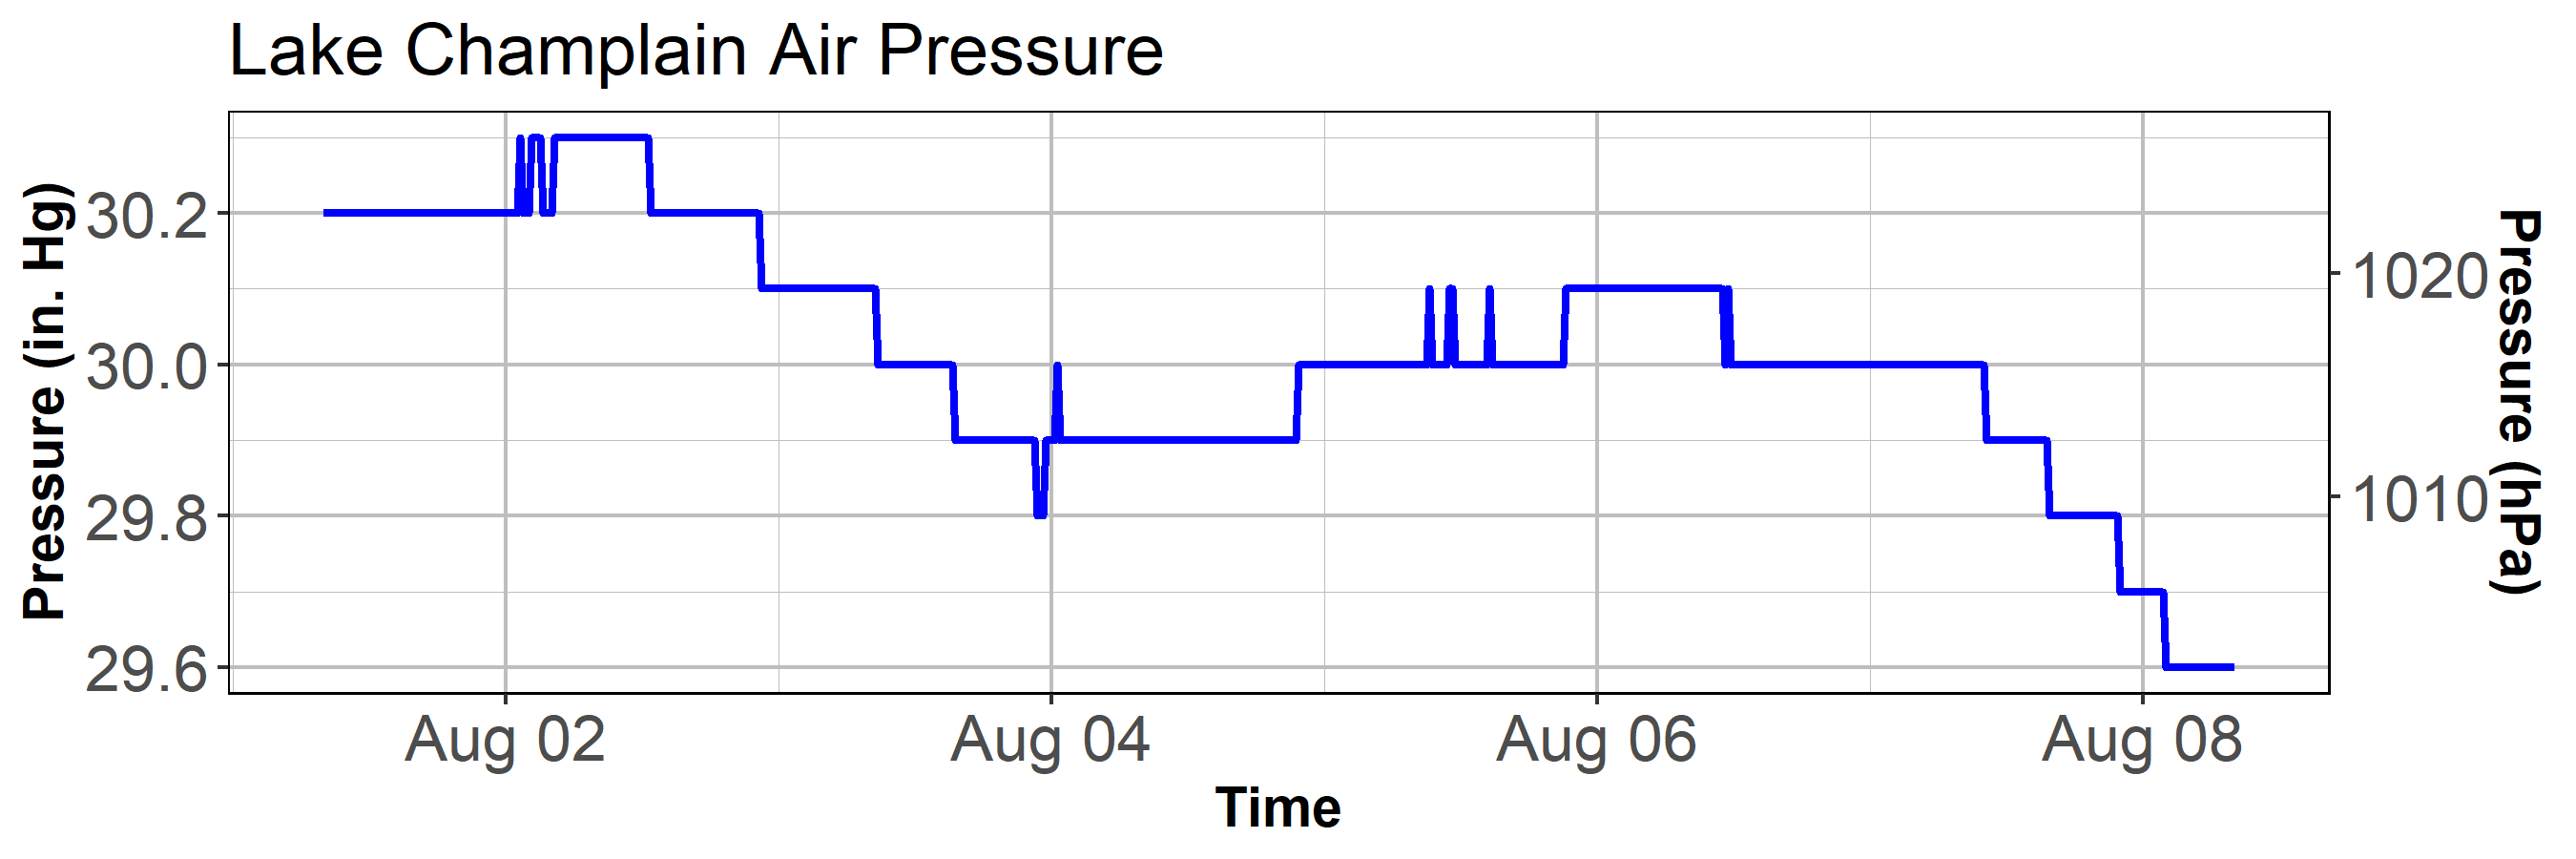 Lake Champlain Air Pressure
Pressure (in. Hg)
30.2
30.0
29.8
29.6
1020
1010
Pressure (hPa)
Aug 02 Aug 04 Aug 06 Aug 08
Time